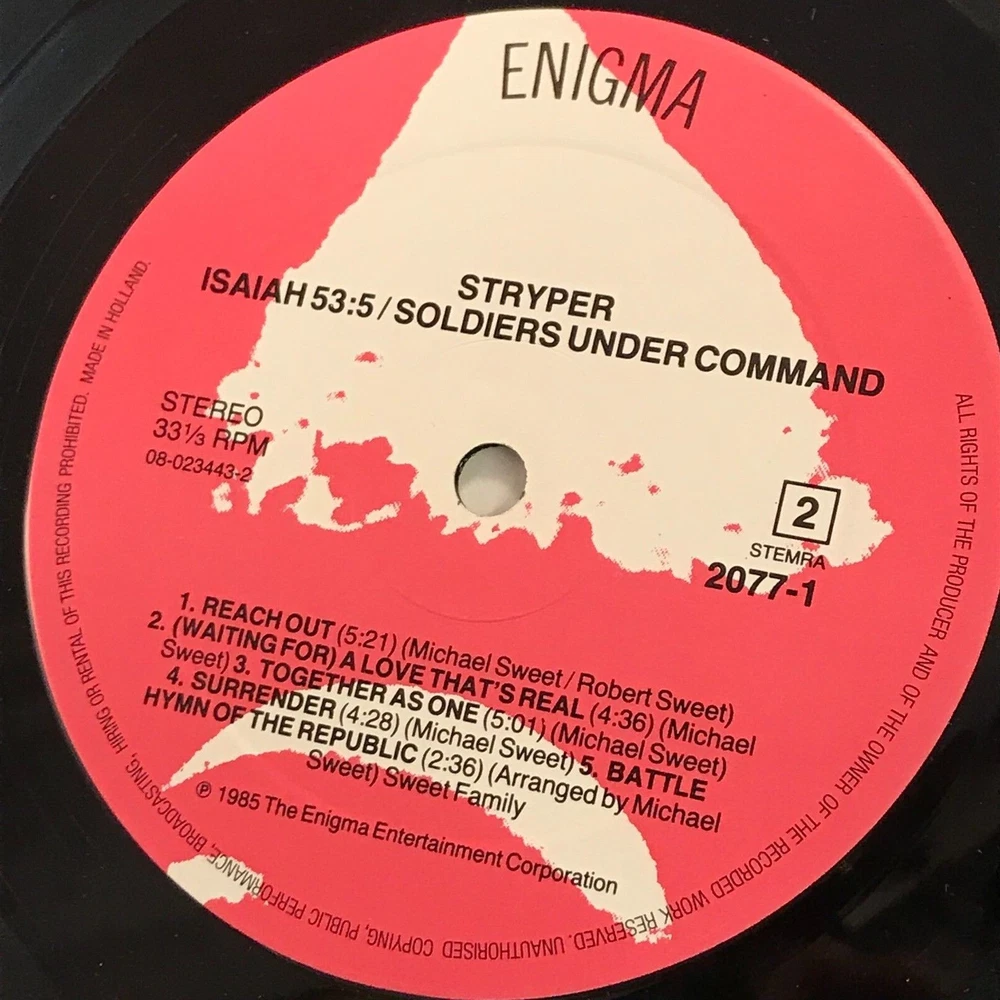 ENIGMA
STRYPER
ISAIAH 53:5 / SOLDIERS UNDER COMMAND
STEREO
33⅓ RPM
08-023443-2
2
STEMRA
2077-1
1. REACH OUT (5:21) (Michael Sweet / Robert Sweet)
2. (WAITING FOR) A LOVE THAT'S REAL (4:36) (Michael
Sweet) 3. TOGETHER AS ONE (5:01) (Michael Sweet)
4. SURRENDER (4:28) (Michael Sweet) 5. BATTLE
HYMN OF THE REPUBLIC (2:36) (Arranged by Michael
Sweet) Sweet Family
℗ 1985 The Enigma Entertainment Corporation
ALL RIGHTS OF THE PRODUCER AND OF THE OWNER OF THE RECORDED WORK RESERVED. UNAUTHORISED COPYING, PUBLIC PERFORMANCE, BROADCASTING, HIRING OR RENTAL OF THIS RECORDING PROHIBITED. MADE IN HOLLAND.